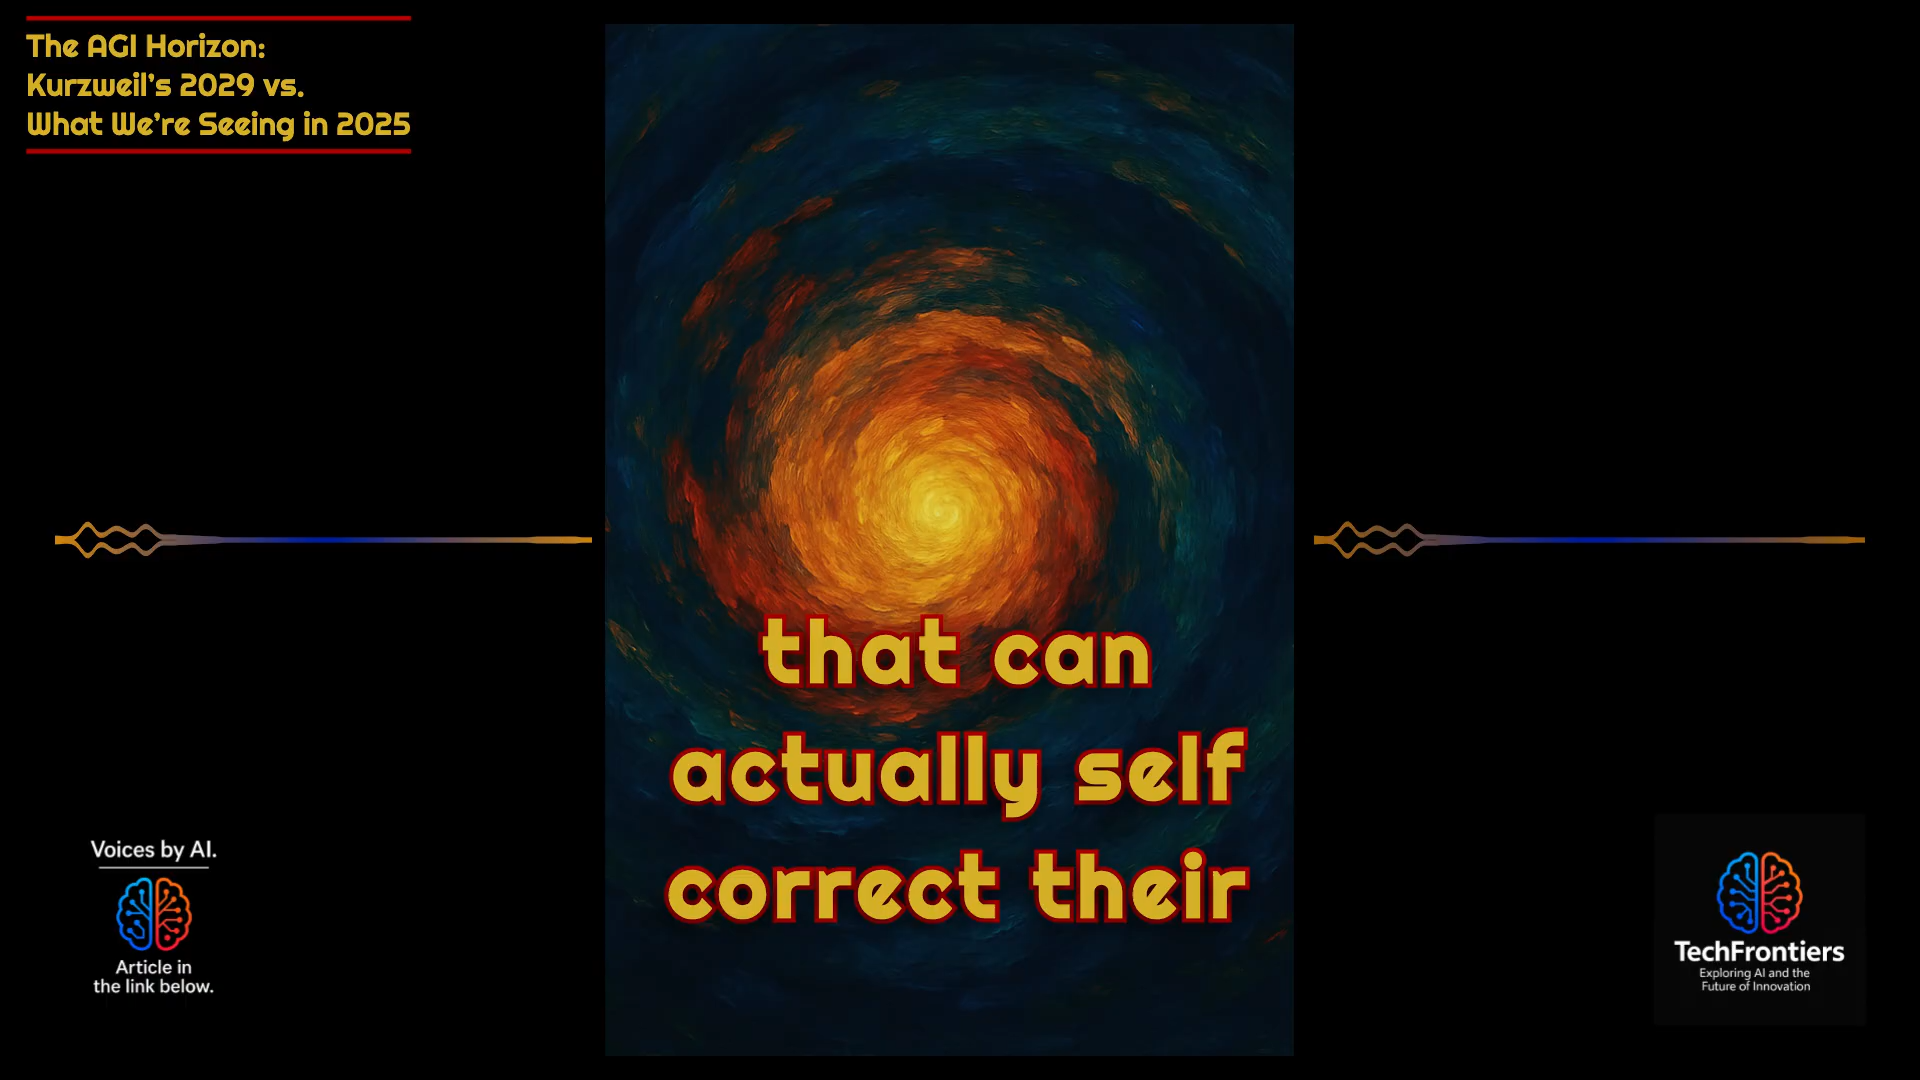 The AGI Horizon:
Kurzweil's 2029 vs.
What We're Seeing in 2025
that can
actually self
correct their
Voices by AI.
Article in
the link below.
TechFrontiers
Exploring AI and the
Future of Innovation